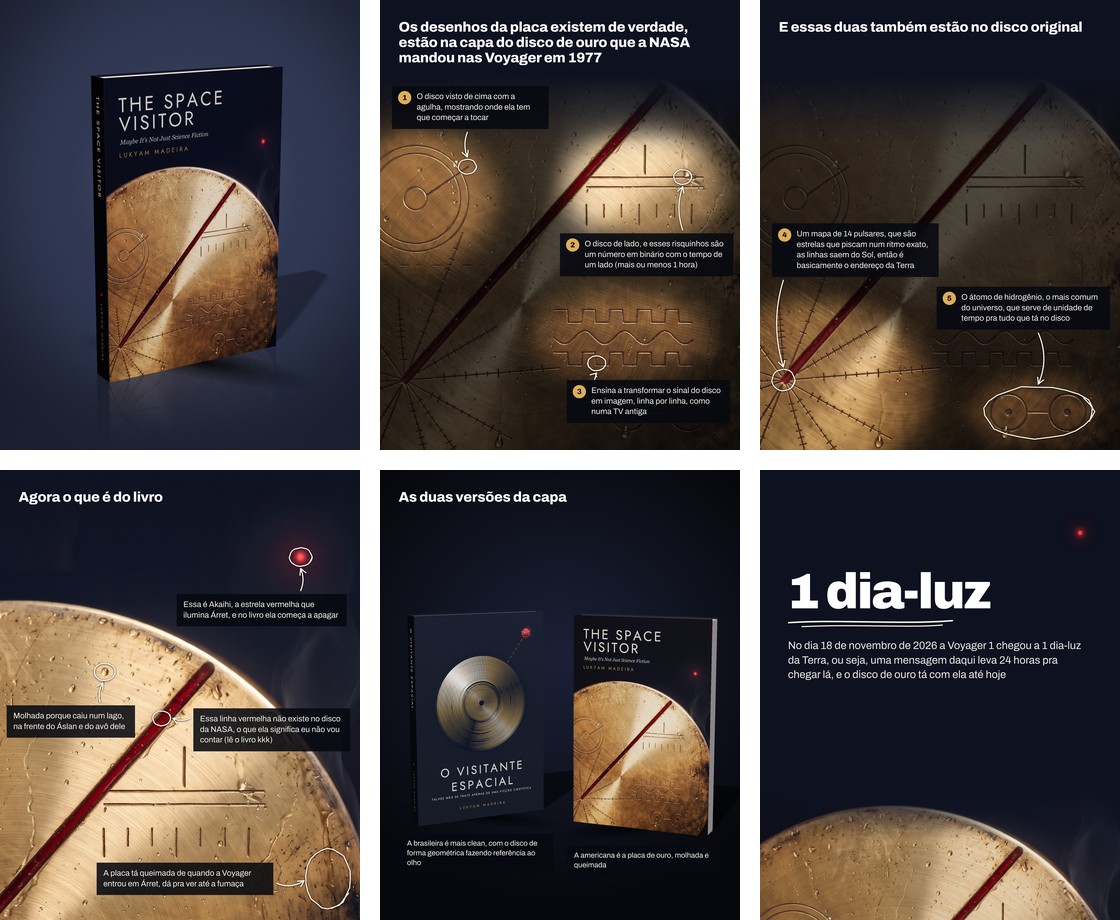 THE SPACE
VISITOR
Maybe It's Not Just Science Fiction
LUKYAM MADEIRA
THE SPACE VISITOR
Os desenhos da placa existem de verdade,
estão na capa do disco de ouro que a NASA
mandou nas Voyager em 1977
1
O disco visto de cima com a
agulha, mostrando onde ela tem
que começar a tocar
2
O disco de lado, e esses risquinhos são
um número em binário com o tempo de
um lado (mais ou menos 1 hora)
3
Ensina a transformar o sinal do disco
em imagem, linha por linha, como
numa TV antiga
E essas duas também estão no disco original
4
Um mapa de 14 pulsares, que são
estrelas que piscam num ritmo exato,
as linhas saem do Sol, então é
basicamente o endereço da Terra
5
O átomo de hidrogênio, o mais comum
do universo, que serve de unidade de
tempo pra tudo que tá no disco
Agora o que é do livro
Essa é Akaihi, a estrela vermelha que
ilumina Árret, e no livro ela começa a apagar
Molhada porque caiu num lago,
na frente do Áslan e do avô dele
Essa linha vermelha não existe no disco
da NASA, o que ela significa eu não vou
contar (lê o livro kkk)
A placa tá queimada de quando a Voyager
entrou em Árret, dá pra ver até a fumaça
As duas versões da capa
O VISITANTE
ESPACIAL
TALVEZ NÃO SE TRATE APENAS DE UMA FICÇÃO CIENTÍFICA
LUKYAM MADEIRA
THE SPACE
VISITOR
Maybe It's Not Just Science Fiction
LUKYAM MADEIRA
A brasileira é mais clean, com o disco de
forma geométrica fazendo referência ao
olho
A americana é a placa de ouro, molhada e
queimada
1 dia-luz
No dia 18 de novembro de 2026 a Voyager 1 chegou a 1 dia-luz
da Terra, ou seja, uma mensagem daqui leva 24 horas pra
chegar lá, e o disco de ouro tá com ela até hoje